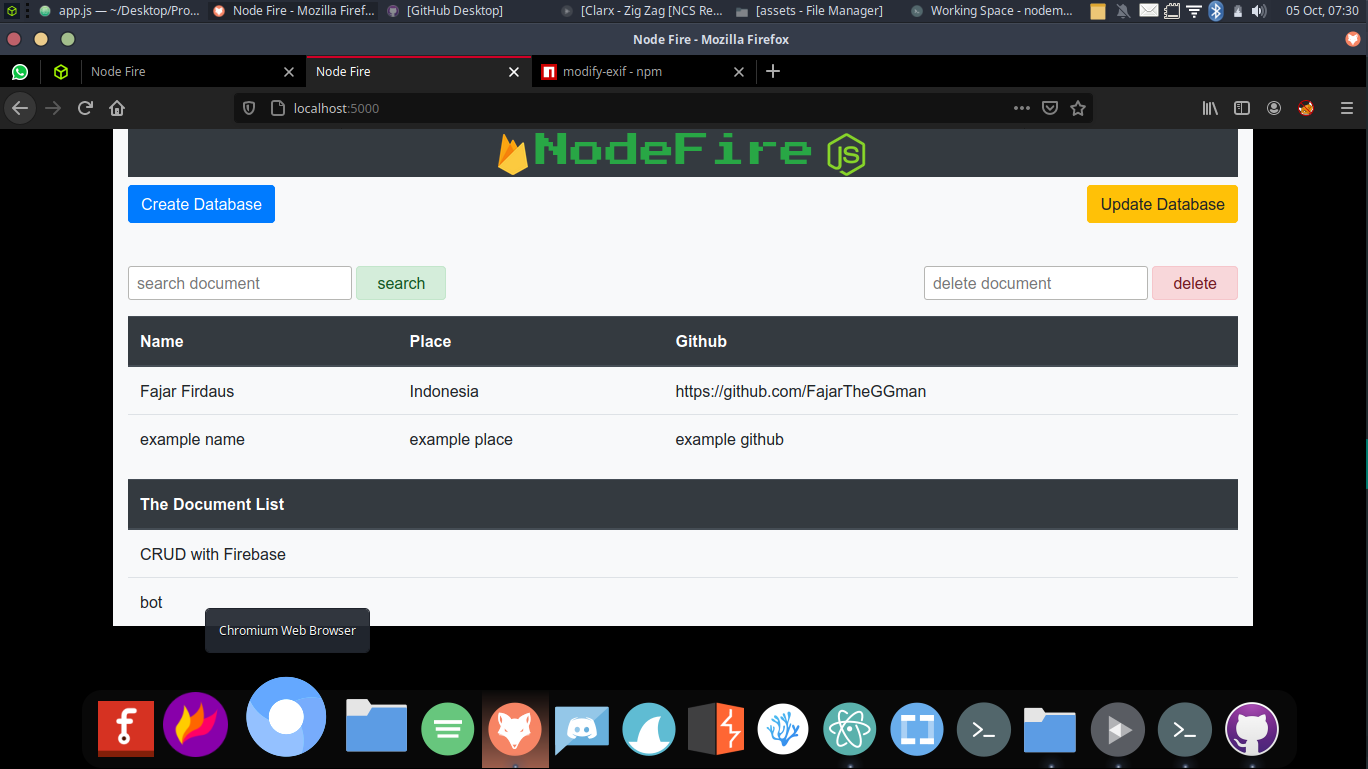 app.js — ~/Desktop/Pro... Node Fire - Mozilla Firef... [GitHub Desktop] [Clarx - Zig Zag [NCS Re... [assets - File Manager] Working Space - nodem... 05 Oct, 07:30
Node Fire - Mozilla Firefox
Node Fire Node Fire modify-exif - npm
localhost:5000
NodeFire JS
Create Database Update Database
search document search delete document delete
Name Place Github
Fajar Firdaus Indonesia https://github.com/FajarTheGGman
example name example place example github
The Document List
CRUD with Firebase
bot
Chromium Web Browser